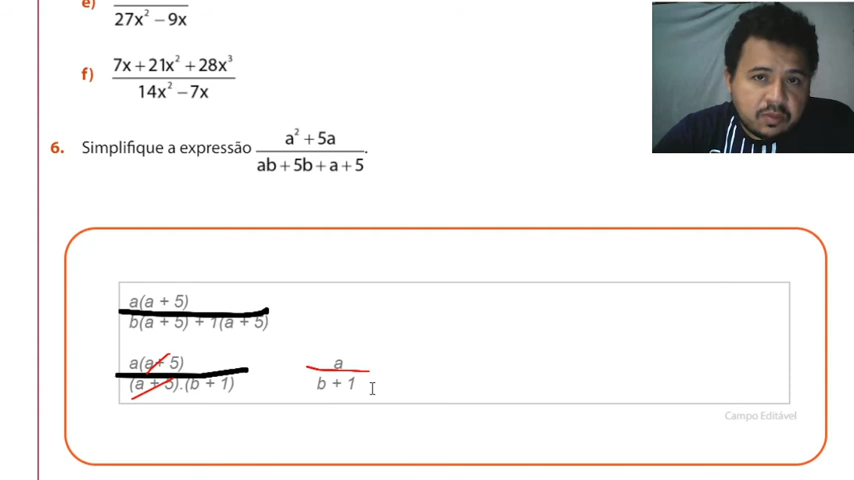 e)
27x² − 9x
f) 7x + 21x² + 28x³
14x² − 7x
6. Simplifique a expressão a² + 5a
ab + 5b + a + 5.
a(a + 5)
b(a + 5) + 1(a + 5)
a(a + 5) a
(a + 5).(b + 1) b + 1
Campo Editável